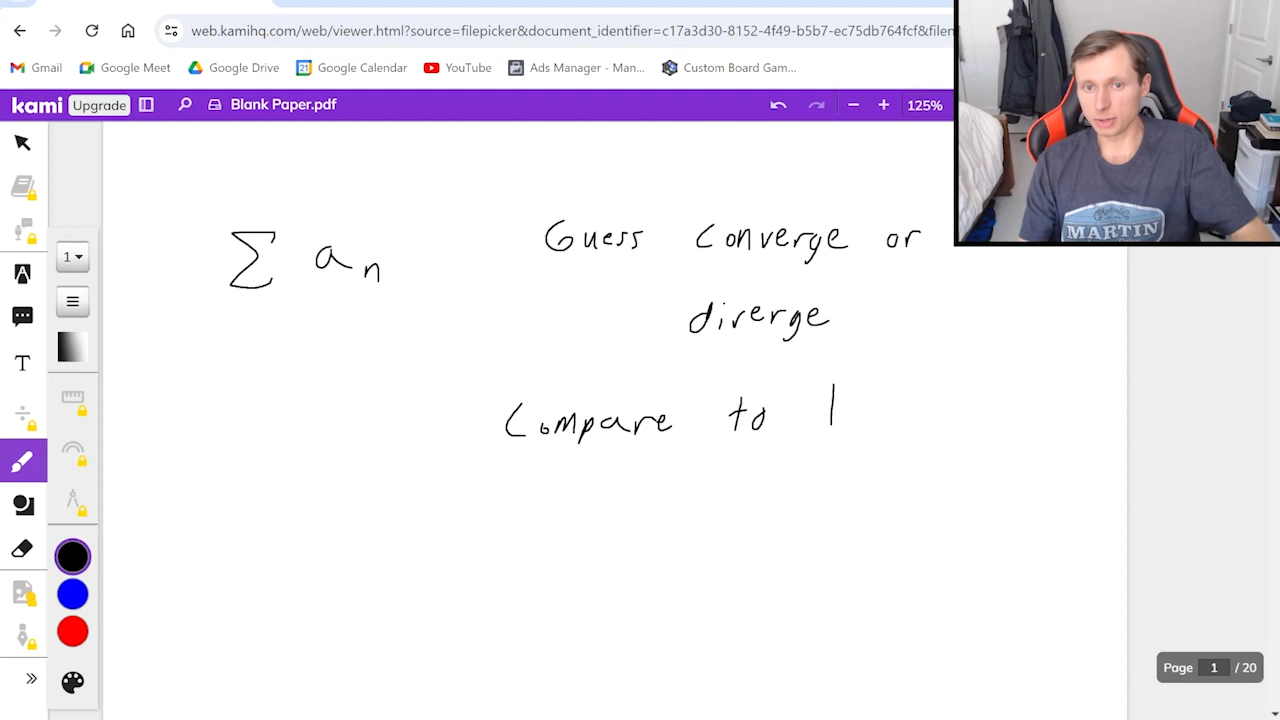 web.kamihq.com/web/viewer.html?source=filepicker&document_identifier=c17a3d30-8152-4f49-b5b7-ec75db764fcf&filen
Gmail Google Meet Google Drive 21 Google Calendar YouTube Ads Manager - Man... Custom Board Gam...
kami Upgrade Blank Paper.pdf 125%
Guess converge or
∑ aₙ
diverge
Compare to
1
T
MARTIN
Page 1 / 20